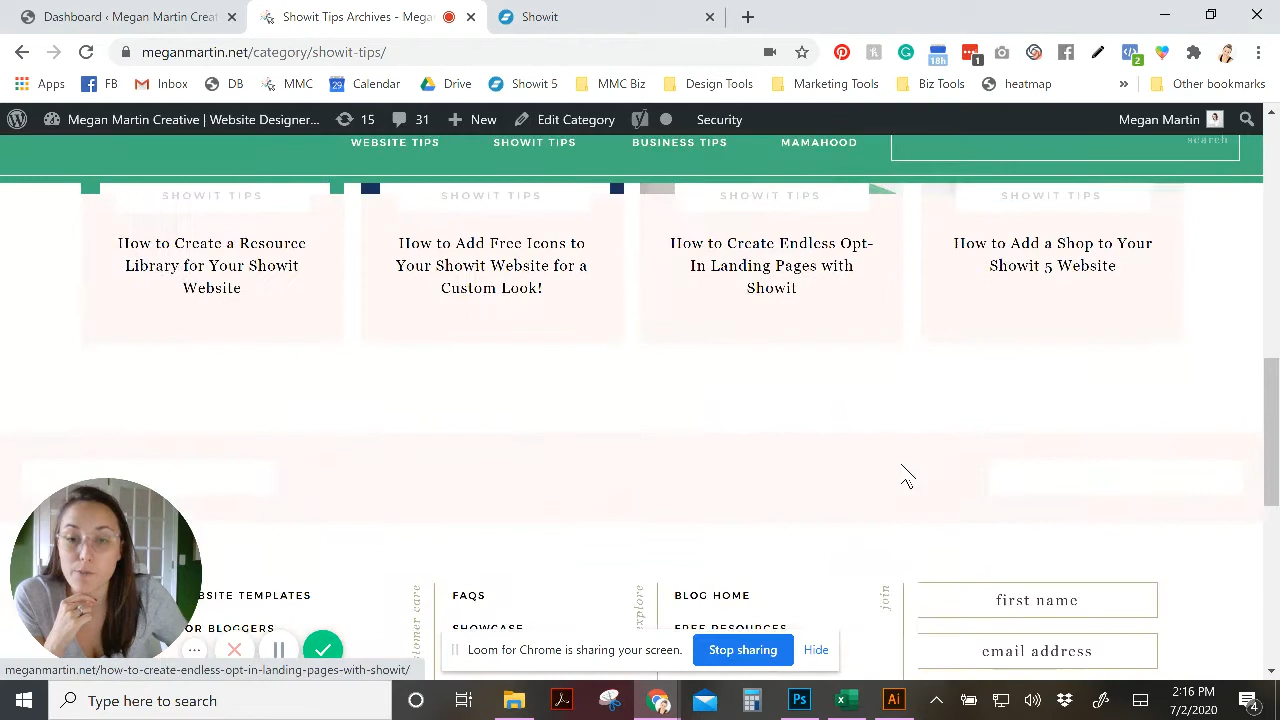 Dashboard ‹ Megan Martin Creat
Showit Tips Archives - Mega
Showit
meganmartin.net/category/showit-tips/
18h
1
2
Apps
FB
Inbox
DB
MMC
29
Calendar
Drive
Showit 5
MMC Biz
Design Tools
Marketing Tools
Biz Tools
heatmap
»
Other bookmarks
Megan Martin Creative | Website Designer...
15
31
New
Edit Category
Security
Megan Martin
WEBSITE TIPS
SHOWIT TIPS
BUSINESS TIPS
MAMAHOOD
search
SHOWIT TIPS
SHOWIT TIPS
SHOWIT TIPS
SHOWIT TIPS
How to Create a Resource
Library for Your Showit
Website
How to Add Free Icons to
Your Showit Website for a
Custom Look!
How to Create Endless Opt-
In Landing Pages with
Showit
How to Add a Shop to Your
Showit 5 Website
BSITE TEMPLATES
OR BLOGGERS
tomer care
FAQS
SHOWCASE
explore
BLOG HOME
FREE RESOURCES
join
first name
email address
Loom for Chrome is sharing your screen.
Stop sharing
Hide
meganmartin.net/how-to-create-endless-opt-in-landing-pages-with-showit/
Type here to search
Ps
Ai
2:16 PM
7/2/2020
4